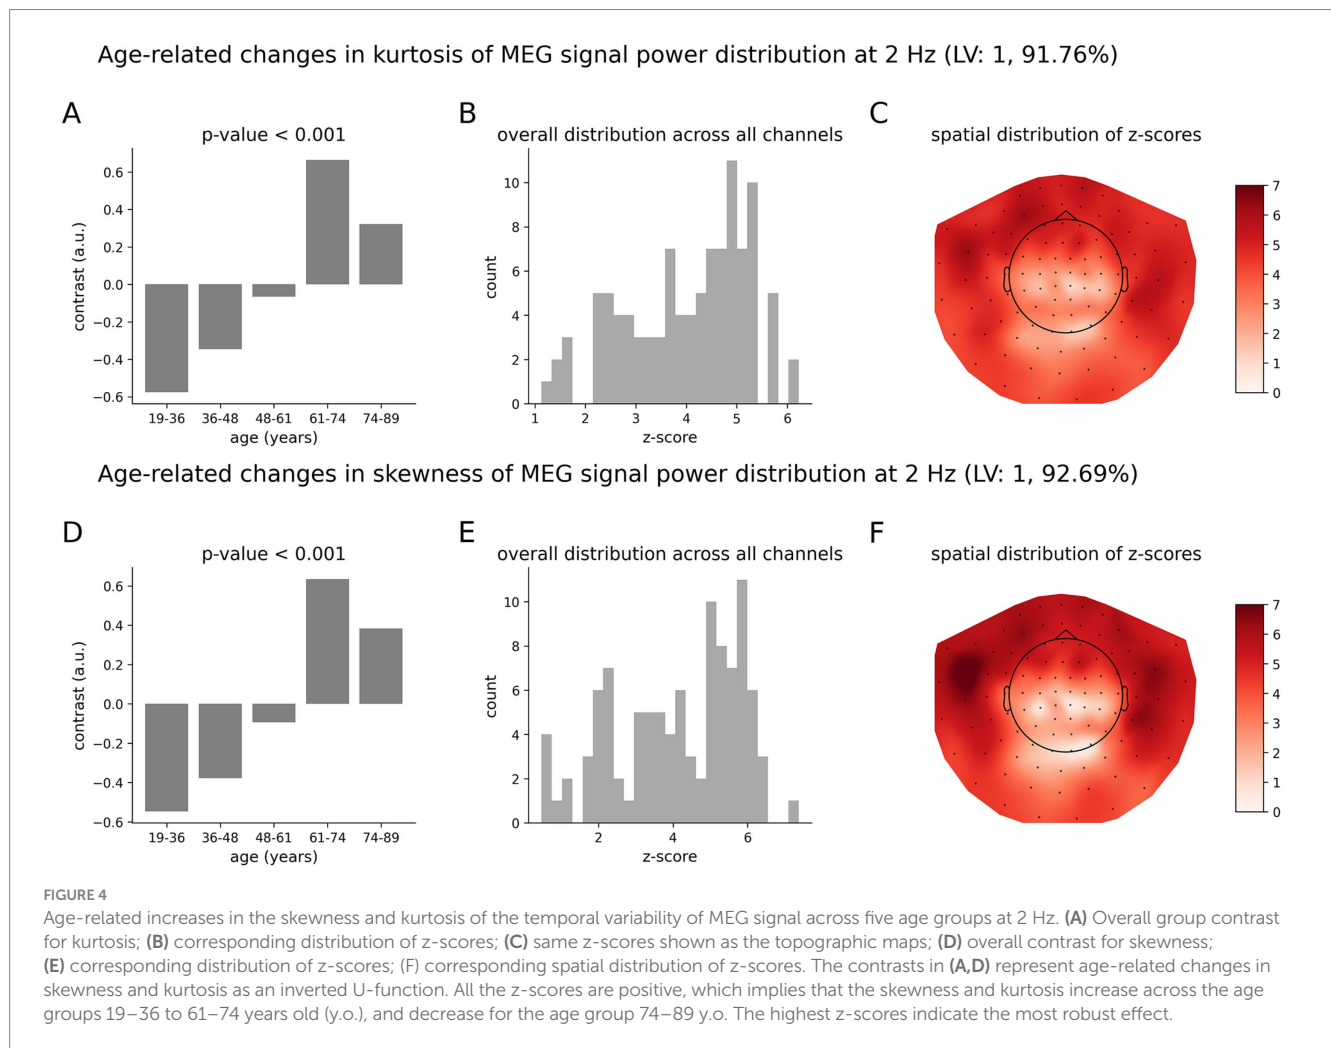 Age-related changes in kurtosis of MEG signal power distribution at 2 Hz (LV: 1, 91.76%)
A
p-value < 0.001
contrast (a.u.)
0.6
0.4
0.2
0.0
−0.2
−0.4
−0.6
19-36 36-48 48-61 61-74 74-89
age (years)
B
overall distribution across all channels
count
10
8
6
4
2
0
1 2 3 4 5 6
z-score
C
spatial distribution of z-scores
7
6
5
4
3
2
1
0
Age-related changes in skewness of MEG signal power distribution at 2 Hz (LV: 1, 92.69%)
D
p-value < 0.001
contrast (a.u.)
0.6
0.4
0.2
0.0
−0.2
−0.4
−0.6
19-36 36-48 48-61 61-74 74-89
age (years)
E
overall distribution across all channels
count
10
8
6
4
2
0
2 4 6
z-score
F
spatial distribution of z-scores
7
6
5
4
3
2
1
0
FIGURE 4
Age-related increases in the skewness and kurtosis of the temporal variability of MEG signal across five age groups at 2 Hz. (A) Overall group contrast
for kurtosis; (B) corresponding distribution of z-scores; (C) same z-scores shown as the topographic maps; (D) overall contrast for skewness;
(E) corresponding distribution of z-scores; (F) corresponding spatial distribution of z-scores. The contrasts in (A,D) represent age-related changes in
skewness and kurtosis as an inverted U-function. All the z-scores are positive, which implies that the skewness and kurtosis increase across the age
groups 19–36 to 61–74 years old (y.o.), and decrease for the age group 74–89 y.o. The highest z-scores indicate the most robust effect.